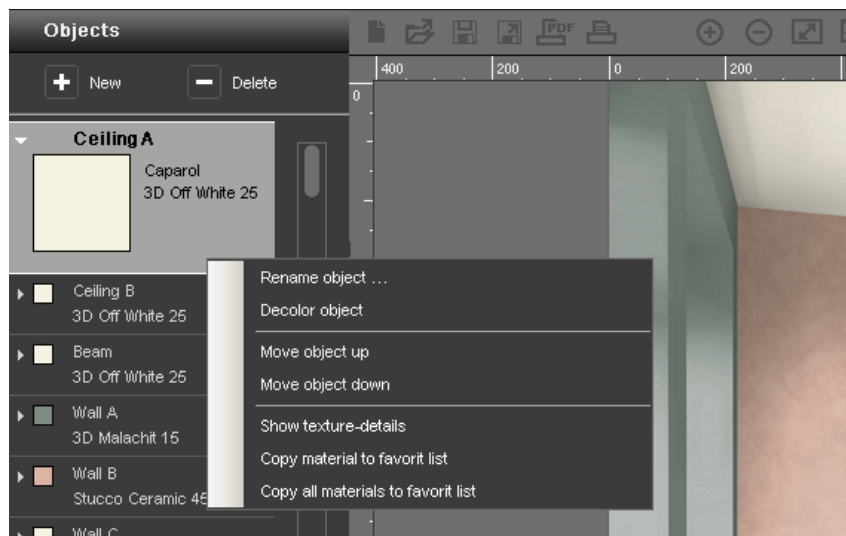 Objects
PDF
New
Delete
400 200 0 200
0
Ceiling A
Caparol
3D Off White 25
Rename object ...
Decolor object
Move object up
Move object down
Show texture-details
Copy material to favorit list
Copy all materials to favorit list
Ceiling B
3D Off White 25
Beam
3D Off White 25
Wall A
3D Malachit 15
Wall B
Stucco Ceramic 45
Wall C